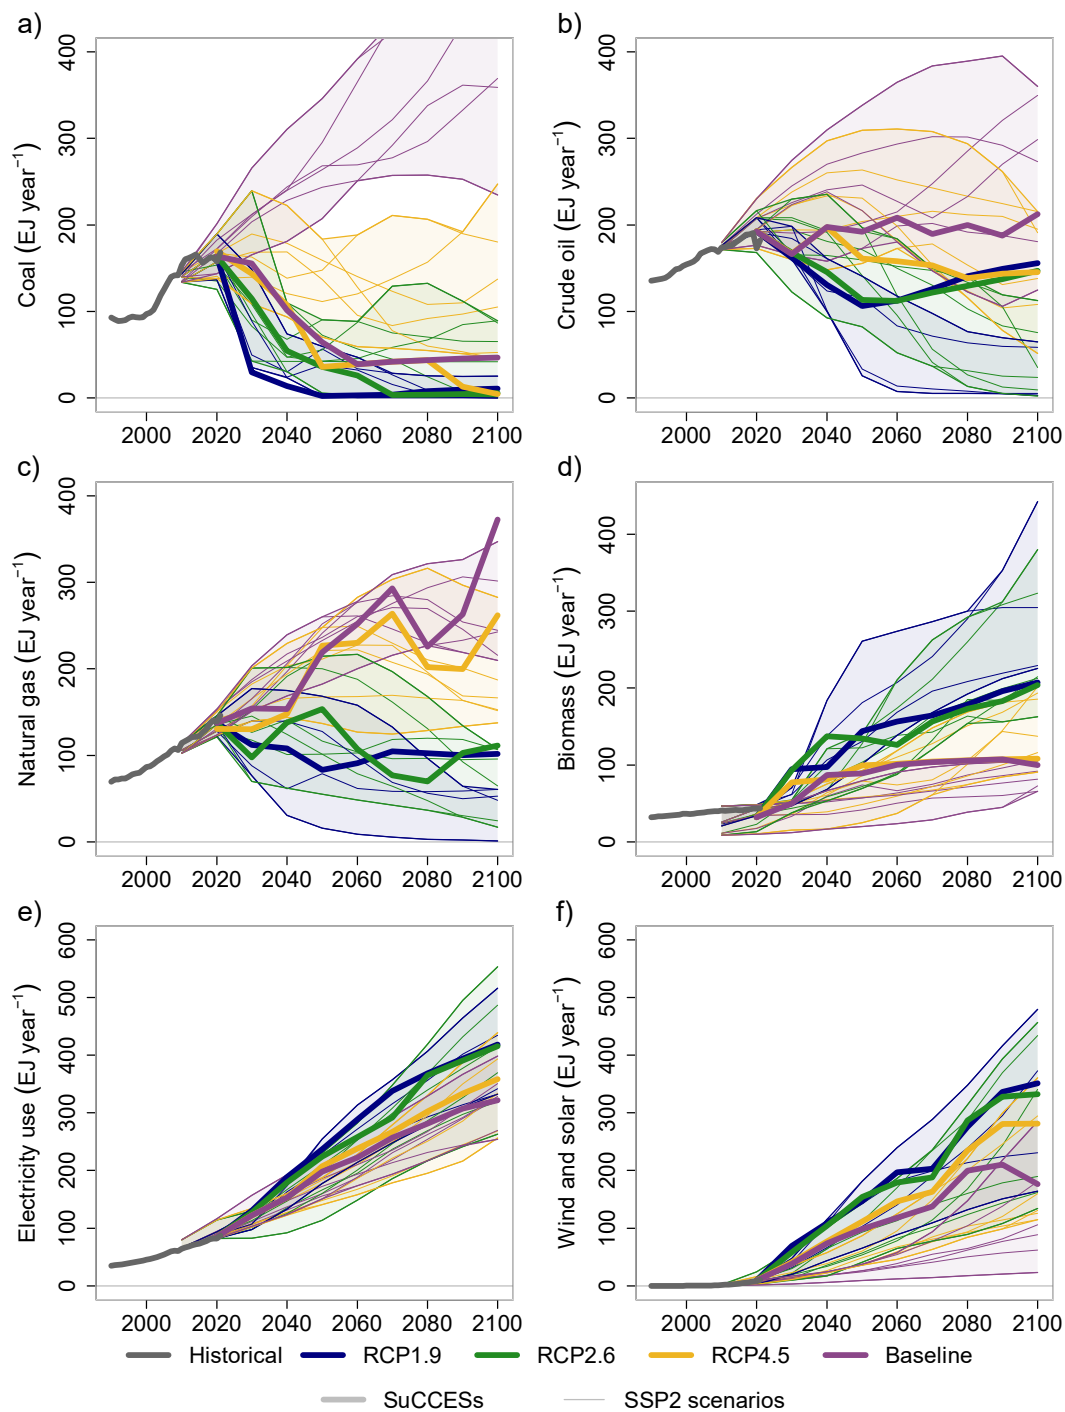 a)
Coal (EJ year⁻¹)
0 100 200 300 400
2000 2020 2040 2060 2080 2100
b)
Crude oil (EJ year⁻¹)
0 100 200 300 400
2000 2020 2040 2060 2080 2100
c)
Natural gas (EJ year⁻¹)
0 100 200 300 400
2000 2020 2040 2060 2080 2100
d)
Biomass (EJ year⁻¹)
0 100 200 300 400
2000 2020 2040 2060 2080 2100
e)
Electricity use (EJ year⁻¹)
0 100 200 300 400 500 600
2000 2020 2040 2060 2080 2100
f)
Wind and solar (EJ year⁻¹)
0 100 200 300 400 500 600
2000 2020 2040 2060 2080 2100
Historical RCP1.9 RCP2.6 RCP4.5 Baseline
SuCCESs SSP2 scenarios